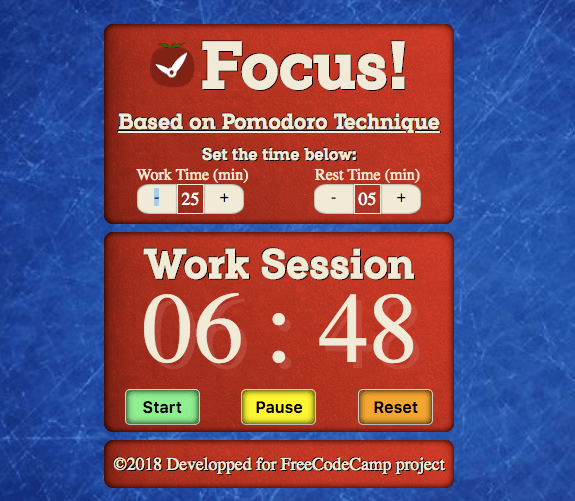 Focus!
Based on Pomodoro Technique
Set the time below:
Work Time (min) Rest Time (min)
- 25 + - 05 +
Work Session
06 : 48
Start Pause Reset
©2018 Developped for FreeCodeCamp project